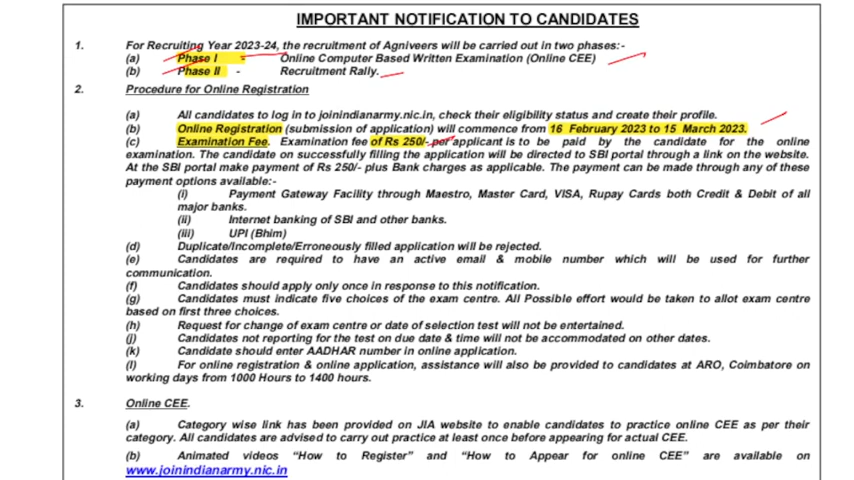 IMPORTANT NOTIFICATION TO CANDIDATES
1. For Recruiting Year 2023-24, the recruitment of Agniveers will be carried out in two phases:-
(a) Phase I - Online Computer Based Written Examination (Online CEE)
(b) Phase II - Recruitment Rally.
2. Procedure for Online Registration
(a) All candidates to log in to joinindianarmy.nic.in, check their eligibility status and create their profile.
(b) Online Registration (submission of application) will commence from 16 February 2023 to 15 March 2023.
(c) Examination Fee. Examination fee of Rs 250/- per applicant is to be paid by the candidate for the online
examination. The candidate on successfully filling the application will be directed to SBI portal through a link on the website.
At the SBI portal make payment of Rs 250/- plus Bank charges as applicable. The payment can be made through any of these
payment options available:-
(i) Payment Gateway Facility through Maestro, Master Card, VISA, Rupay Cards both Credit & Debit of all
major banks.
(ii) Internet banking of SBI and other banks.
(iii) UPI (Bhim)
(d) Duplicate/Incomplete/Erroneously filled application will be rejected.
(e) Candidates are required to have an active email & mobile number which will be used for further
communication.
(f) Candidates should apply only once in response to this notification.
(g) Candidates must indicate five choices of the exam centre. All Possible effort would be taken to allot exam centre
based on first three choices.
(h) Request for change of exam centre or date of selection test will not be entertained.
(j) Candidates not reporting for the test on due date & time will not be accommodated on other dates.
(k) Candidate should enter AADHAR number in online application.
(l) For online registration & online application, assistance will also be provided to candidates at ARO, Coimbatore on
working days from 1000 Hours to 1400 hours.
3. Online CEE.
(a) Category wise link has been provided on JIA website to enable candidates to practice online CEE as per their
category. All candidates are advised to carry out practice at least once before appearing for actual CEE.
(b) Animated videos "How to Register" and "How to Appear for online CEE" are available on
www.joinindianarmy.nic.in